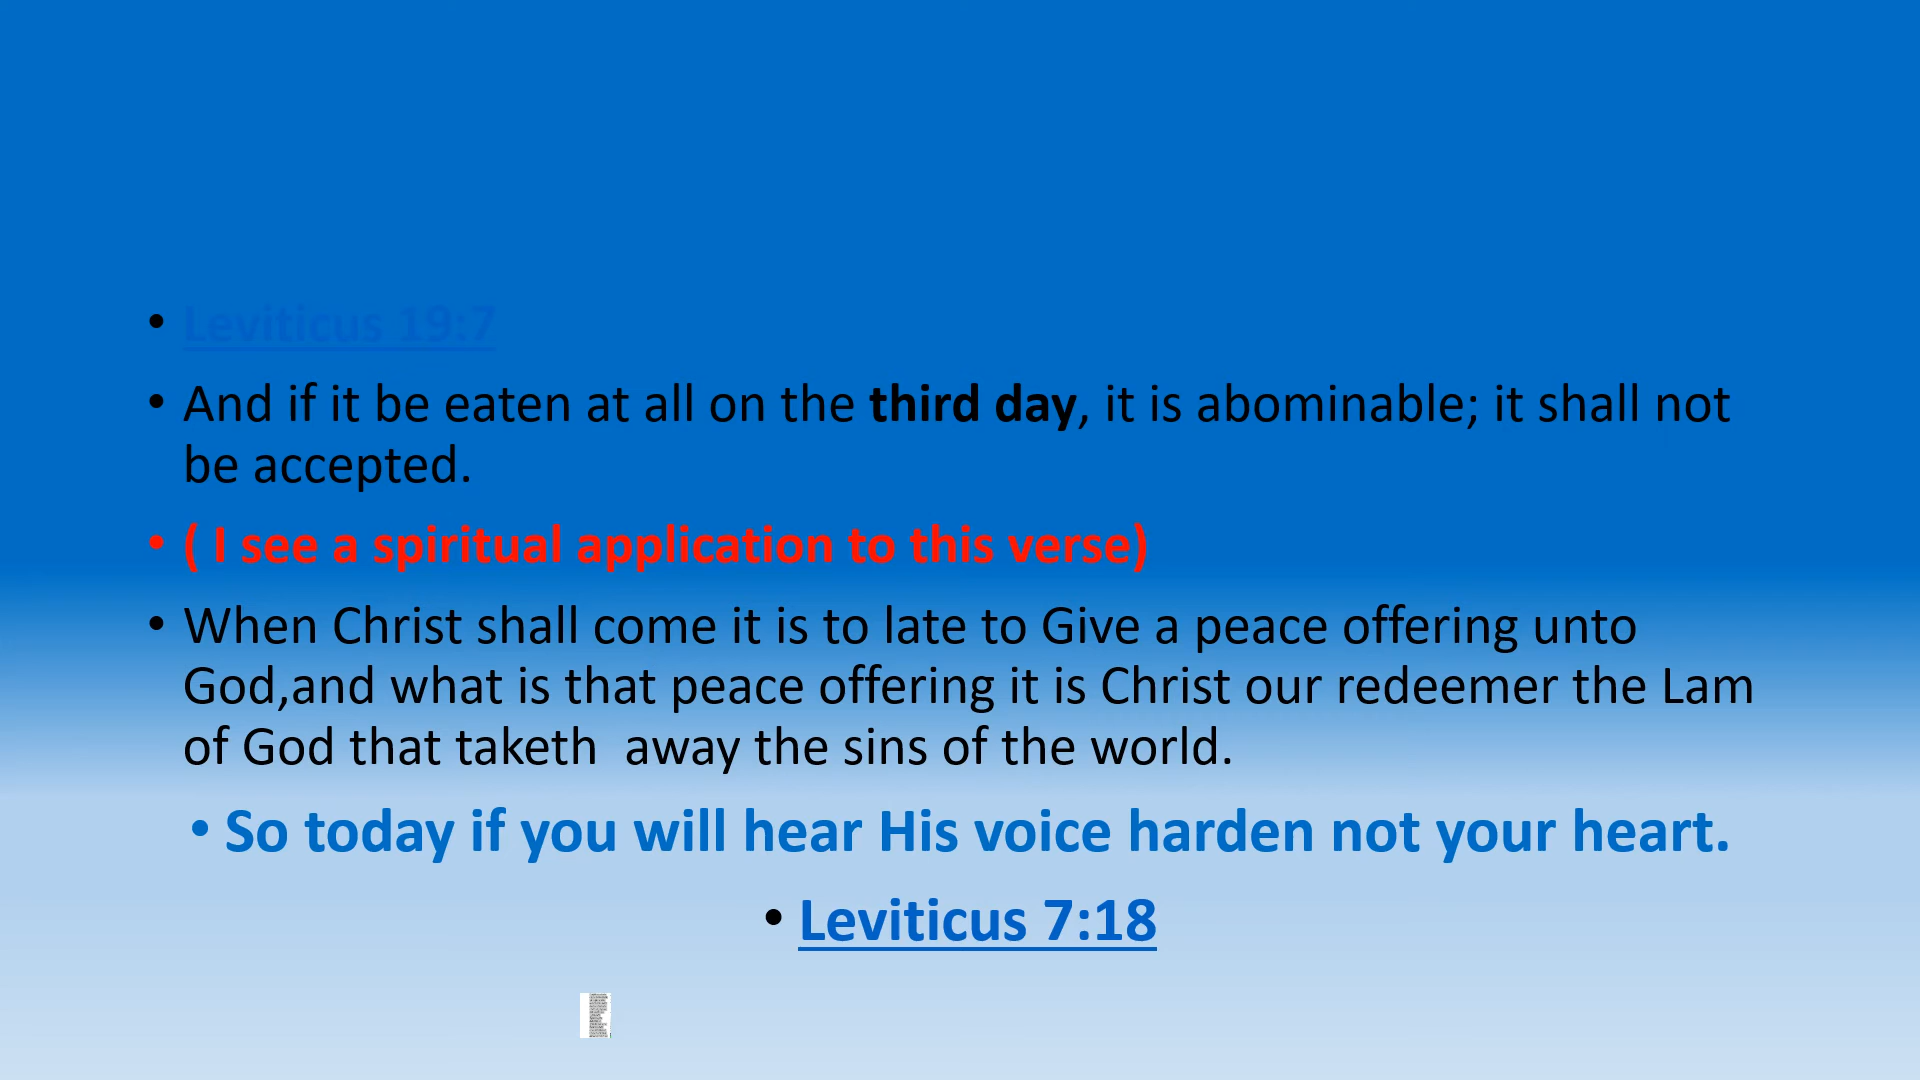 • Leviticus 19:7
• And if it be eaten at all on the third day, it is abominable; it shall not
be accepted.
• ( I see a spiritual application to this verse)
• When Christ shall come it is to late to Give a peace offering unto
God,and what is that peace offering it is Christ our redeemer the Lam
of God that taketh  away the sins of the world.
• So today if you will hear His voice harden not your heart.
• Leviticus 7:18